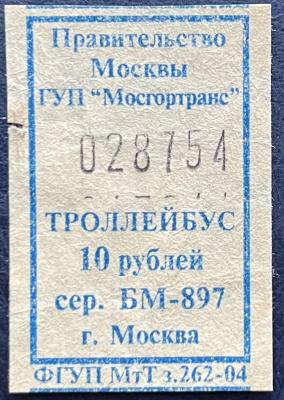 Правительство
Москвы
ГУП "Мосгортранс"
028754
ТРОЛЛЕЙБУС
10 рублей
сер. БМ-897
г. Москва
ФГУП МтТ з.262-04